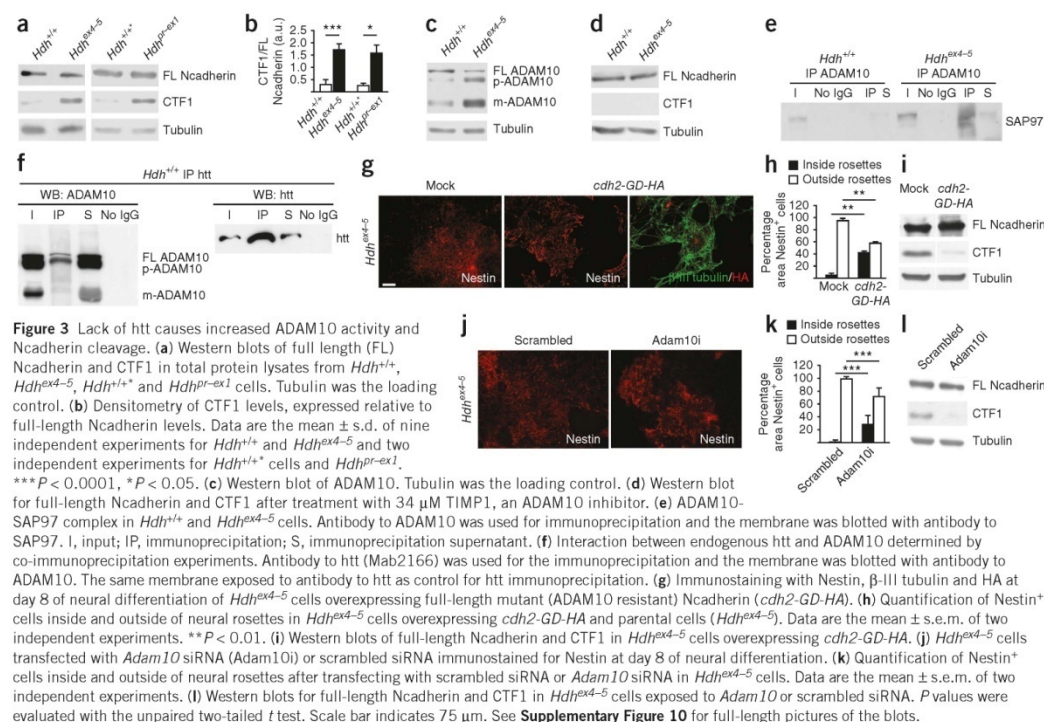 a
b
c
d
e
Hdh+/+
Hdhex4–5
Hdh+/+*
Hdhpr–ex1
FL Ncadherin
CTF1
Tubulin
CTF1/FL
Ncadherin (a.u.)
2.5
2.0
1.5
1.0
0.5
0
***
*
Hdh+/+
Hdhex4–5
Hdh+/+*
Hdhpr–ex1
Hdh+/+
Hdhex4–5
FL ADAM10
p-ADAM10
m-ADAM10
Tubulin
Hdh+/+
Hdhex4–5
FL Ncadherin
CTF1
Tubulin
Hdh+/+
IP ADAM10
Hdhex4–5
IP ADAM10
I No IgG IP S
I No IgG IP S
SAP97
f
Hdh+/+ IP htt
WB: ADAM10
WB: htt
I IP S No IgG
I IP S No IgG
FL ADAM10
p-ADAM10
m-ADAM10
htt
g
Mock
cdh2-GD-HA
Hdhex4–5
Nestin
Nestin
β-III tubulin/HA
h
Inside rosettes
Outside rosettes
Percentage
area Nestin+ cells
120
100
80
60
40
20
0
**
**
Mock
cdh2-
GD-HA
i
Mock
cdh2-
GD-HA
FL Ncadherin
CTF1
Tubulin
j
Scrambled
Adam10i
Hdhex4–5
Nestin
Nestin
k
Inside rosettes
Outside rosettes
Percentage
area Nestin+ cells
120
100
80
60
40
20
0
***
***
Scrambled
Adam10i
l
Scrambled
Adam10i
FL Ncadherin
CTF1
Tubulin
Figure 3 Lack of htt causes increased ADAM10 activity and
Ncadherin cleavage. (a) Western blots of full length (FL)
Ncadherin and CTF1 in total protein lysates from Hdh+/+,
Hdhex4–5, Hdh+/+* and Hdhpr–ex1 cells. Tubulin was the loading
control. (b) Densitometry of CTF1 levels, expressed relative to
full-length Ncadherin levels. Data are the mean ± s.d. of nine
independent experiments for Hdh+/+ and Hdhex4–5 and two
independent experiments for Hdh+/+* cells and Hdhpr–ex1.
***P < 0.0001, *P < 0.05. (c) Western blot of ADAM10. Tubulin was the loading control. (d) Western blot
for full-length Ncadherin and CTF1 after treatment with 34 μM TIMP1, an ADAM10 inhibitor. (e) ADAM10-
SAP97 complex in Hdh+/+ and Hdhex4–5 cells. Antibody to ADAM10 was used for immunoprecipitation and the membrane was blotted with antibody to
SAP97. I, input; IP, immunoprecipitation; S, immunoprecipitation supernatant. (f) Interaction between endogenous htt and ADAM10 determined by
co-immunoprecipitation experiments. Antibody to htt (Mab2166) was used for the immunoprecipitation and the membrane was blotted with antibody to
ADAM10. The same membrane exposed to antibody to htt as control for htt immunoprecipitation. (g) Immunostaining with Nestin, β-III tubulin and HA at
day 8 of neural differentiation of Hdhex4–5 cells overexpressing full-length mutant (ADAM10 resistant) Ncadherin (cdh2-GD-HA). (h) Quantification of Nestin+
cells inside and outside of neural rosettes in Hdhex4–5 cells overexpressing cdh2-GD-HA and parental cells (Hdhex4–5). Data are the mean ± s.e.m. of two
independent experiments. **P < 0.01. (i) Western blots of full-length Ncadherin and CTF1 in Hdhex4–5 cells overexpressing cdh2-GD-HA. (j) Hdhex4–5 cells
transfected with Adam10 siRNA (Adam10i) or scrambled siRNA immunostained for Nestin at day 8 of neural differentiation. (k) Quantification of Nestin+
cells inside and outside of neural rosettes after transfecting with scrambled siRNA or Adam10 siRNA in Hdhex4–5 cells. Data are the mean ± s.e.m. of two
independent experiments. (l) Western blots for full-length Ncadherin and CTF1 in Hdhex4–5 cells exposed to Adam10 or scrambled siRNA. P values were
evaluated with the unpaired two-tailed t test. Scale bar indicates 75 μm. See Supplementary Figure 10 for full-length pictures of the blots.